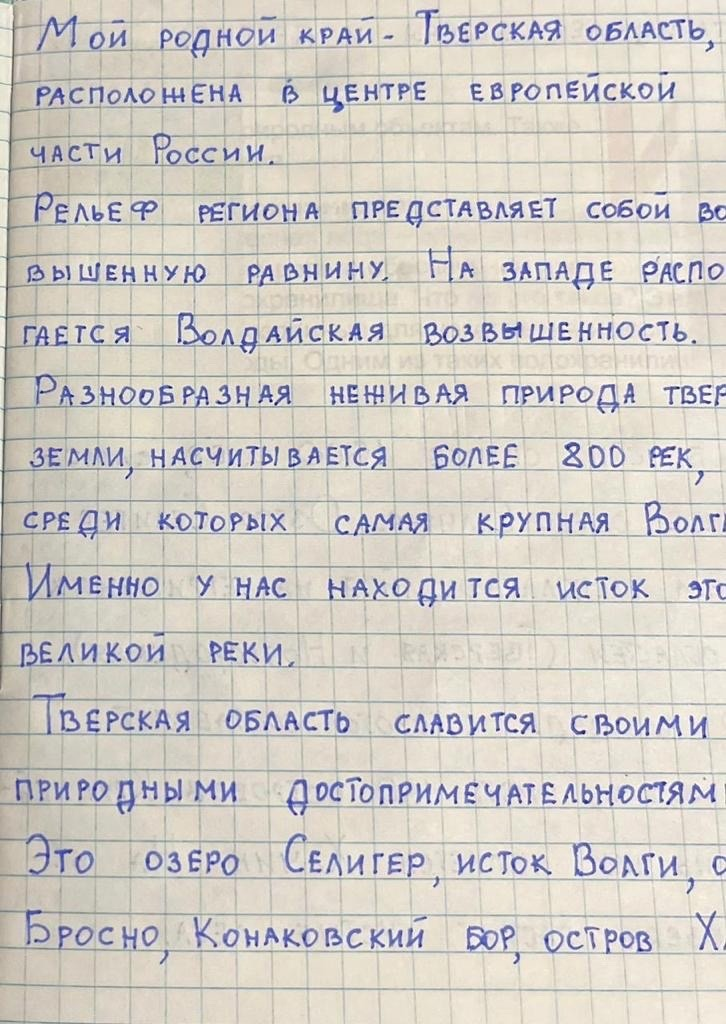 Мой родной край - Тверская область,
расположена в центре европейской
части России.
Рельеф региона представляет собой во
вышенную равнину. На западе распо
гается Волдайская возвышенность.
Разнообразная неживая природа твер
земли, насчитывается более 800 рек,
среди которых самая крупная Волга
Именно у нас находится исток это
великой реки.
Тверская область славится своими
природными достопримечательностям
Это озеро Селигер, исток Волги, о
Бросно, Конаковский бор, остров Х